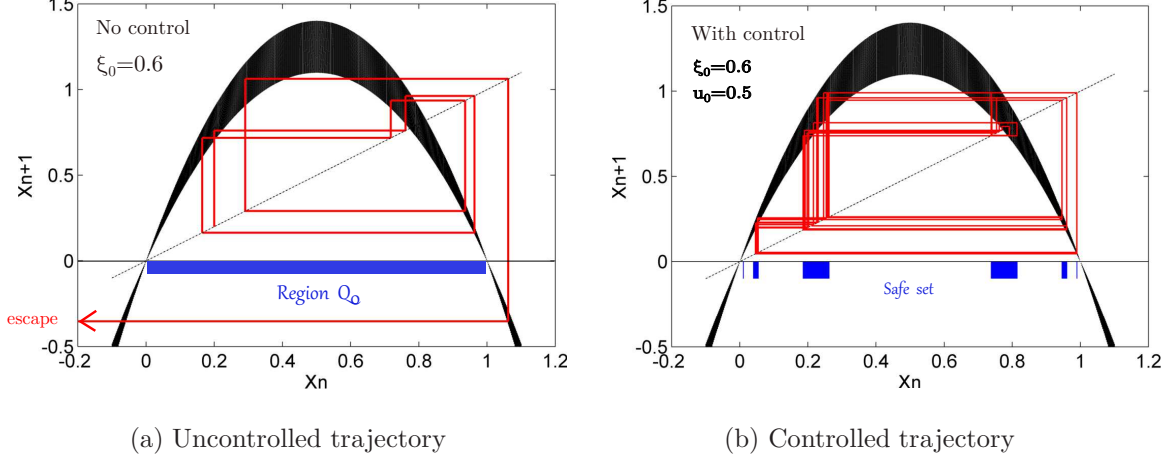 1.5
1
0.5
0
-0.5
Xn+1
No control
ξ₀=0.6
Region Q₀
escape
-0.2 0 0.2 0.4 0.6 0.8 1 1.2
Xn
(a) Uncontrolled trajectory
1.5
1
0.5
0
-0.5
Xn+1
With control
ξ₀=0.6
u₀=0.5
Safe set
-0.2 0 0.2 0.4 0.6 0.8 1 1.2
Xn
(b) Controlled trajectory